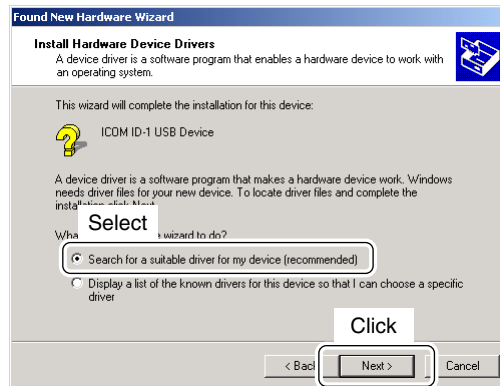 Found New Hardware Wizard
Install Hardware Device Drivers
A device driver is a software program that enables a hardware device to work with
an operating system.
This wizard will complete the installation for this device:
ICOM ID-1 USB Device
A device driver is a software program that makes a hardware device work. Windows
needs driver files for your new device. To locate driver files and complete the
installation click Next.
Select
wizard to do?
Search for a suitable driver for my device (recommended)
Display a list of the known drivers for this device so that I can choose a specific
driver
Click
< Back
Next >
Cancel